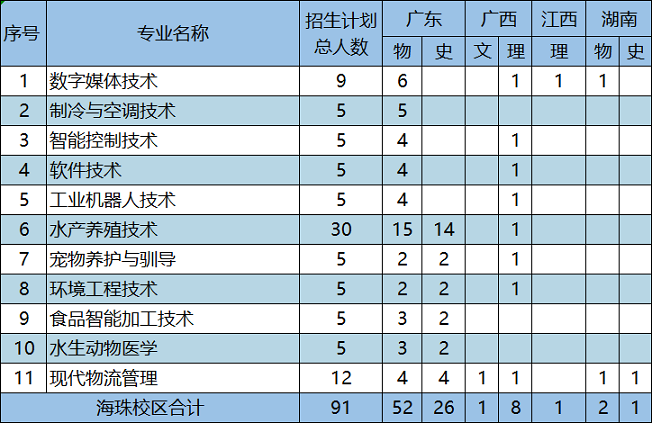 序号 专业名称 招生计划总人数 广东 广西 江西 湖南
物 史 文 理 理 物 史
1 数字媒体技术 9 6 1 1 1
2 制冷与空调技术 5 5
3 智能控制技术 5 4 1
4 软件技术 5 4 1
5 工业机器人技术 5 4 1
6 水产养殖技术 30 15 14 1
7 宠物养护与驯导 5 2 2 1
8 环境工程技术 5 2 2 1
9 食品智能加工技术 5 3 2
10 水生动物医学 5 3 2
11 现代物流管理 12 4 4 1 1 1 1
海珠校区合计 91 52 26 1 8 1 2 1